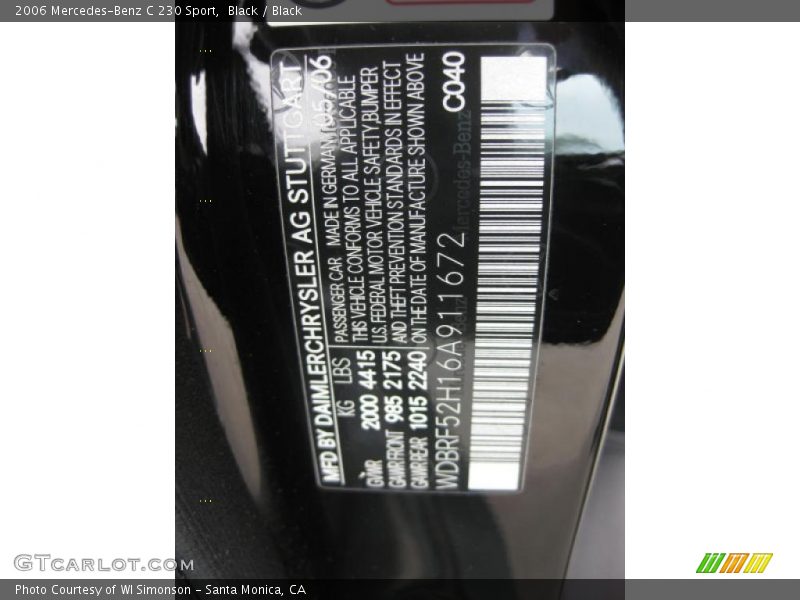 2006 Mercedes-Benz C 230 Sport, Black / Black
MFD BY DAIMLERCHRYSLER AG STUTTGART
KG LBS
GVWR 2000 4415
GAWR FRONT 985 2175
GAWR REAR 1015 2240
PASSENGER CAR MADE IN GERMANY 05/06
THIS VEHICLE CONFORMS TO ALL APPLICABLE
U.S. FEDERAL MOTOR VEHICLE SAFETY, BUMPER
AND THEFT PREVENTION STANDARDS IN EFFECT
ON THE DATE OF MANUFACTURE SHOWN ABOVE
WDBRF52H16A911672 Mercedes-Benz C040
GTCARLOT.COM
Photo Courtesy of WI Simonson - Santa Monica, CA